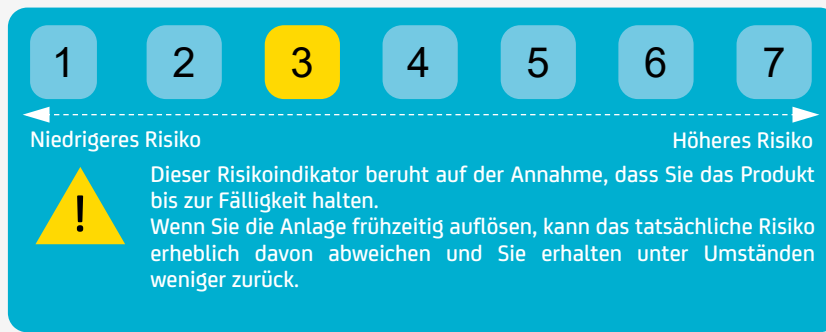 1 2 3 4 5 6 7
Niedrigeres Risiko Höheres Risiko
!
Dieser Risikoindikator beruht auf der Annahme, dass Sie das Produkt
bis zur Fälligkeit halten.
Wenn Sie die Anlage frühzeitig auflösen, kann das tatsächliche Risiko
erheblich davon abweichen und Sie erhalten unter Umständen
weniger zurück.